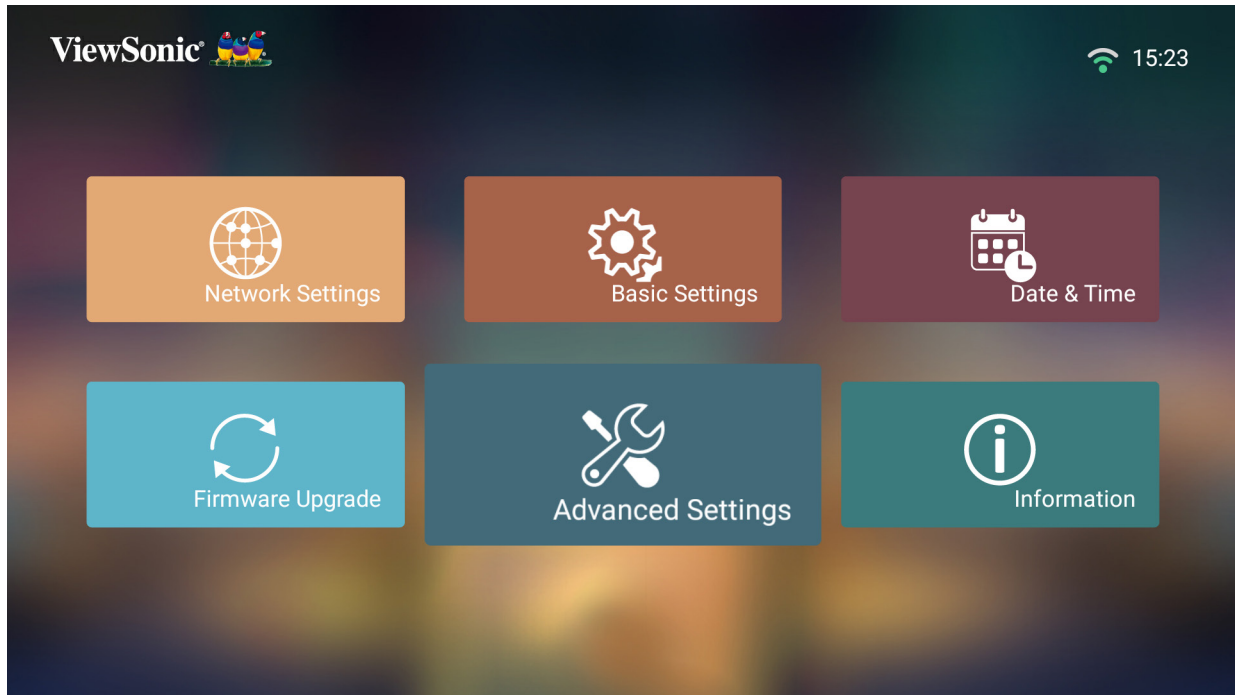 ViewSonic®
15:23
Network Settings
Basic Settings
Date & Time
Firmware Upgrade
Advanced Settings
Information